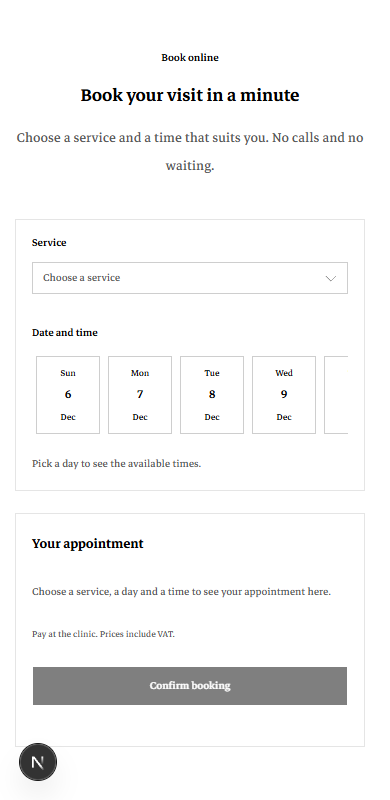 Book online
Book your visit in a minute
Choose a service and a time that suits you. No calls and no
waiting.
Service
Choose a service
Date and time
Sun Mon Tue Wed
6 7 8 9
Dec Dec Dec Dec
Pick a day to see the available times.
Your appointment
Choose a service, a day and a time to see your appointment here.
Pay at the clinic. Prices include VAT.
Confirm booking
N